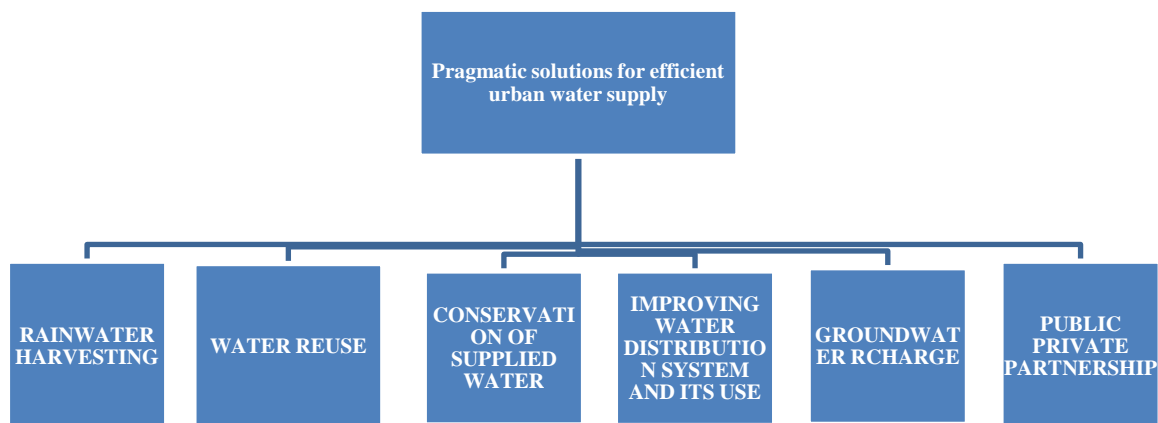 Pragmatic solutions for efficient
urban water supply
RAINWATER
HARVESTING
WATER REUSE
CONSERVATI
ON OF
SUPPLIED
WATER
IMPROVING
WATER
DISTRIBUTIO
N SYSTEM
AND ITS USE
GROUNDWAT
ER RCHARGE
PUBLIC
PRIVATE
PARTNERSHIP